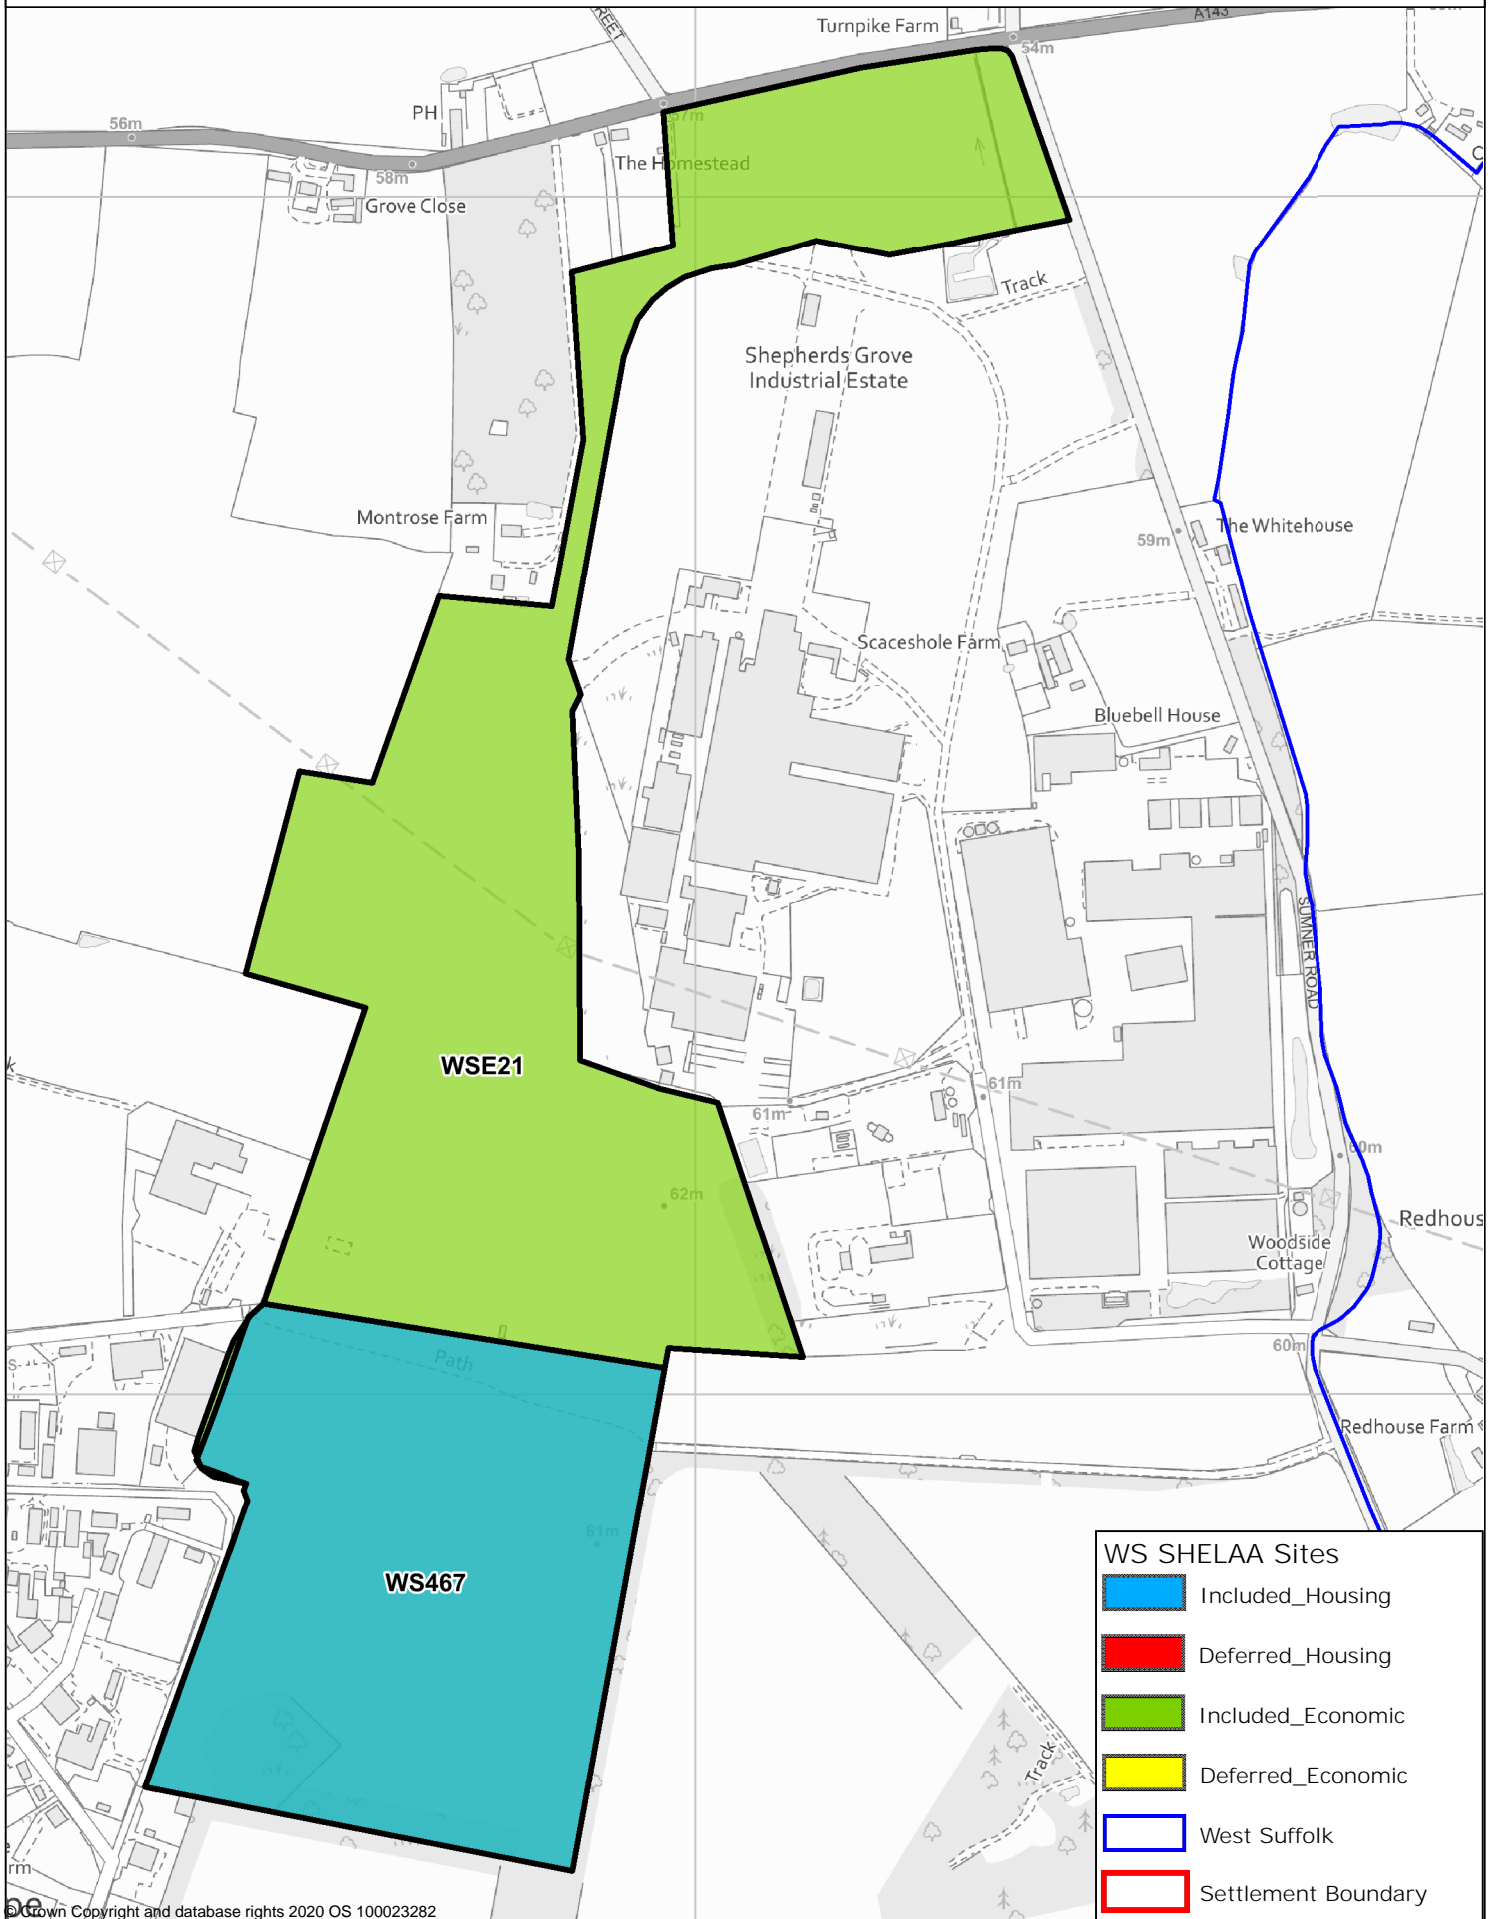 Turnpike Farm
A143
REET
54m
PH
57m
56m
The Homestead
58m
Grove Close
Track
Shepherds Grove
Industrial Estate
Montrose Farm
The Whitehouse
59m
Scaceshole Farm
Bluebell House
SUMNER ROAD
WSE21
61m
61m
60m
62m
Redhous
Woodside
Cottage
60m
Path
Redhouse Farm
61m
WS467
Track
WS SHELAA Sites
Included_Housing
Deferred_Housing
Included_Economic
Deferred_Economic
West Suffolk
Settlement Boundary
rm
pe
© Crown Copyright and database rights 2020 OS 100023282